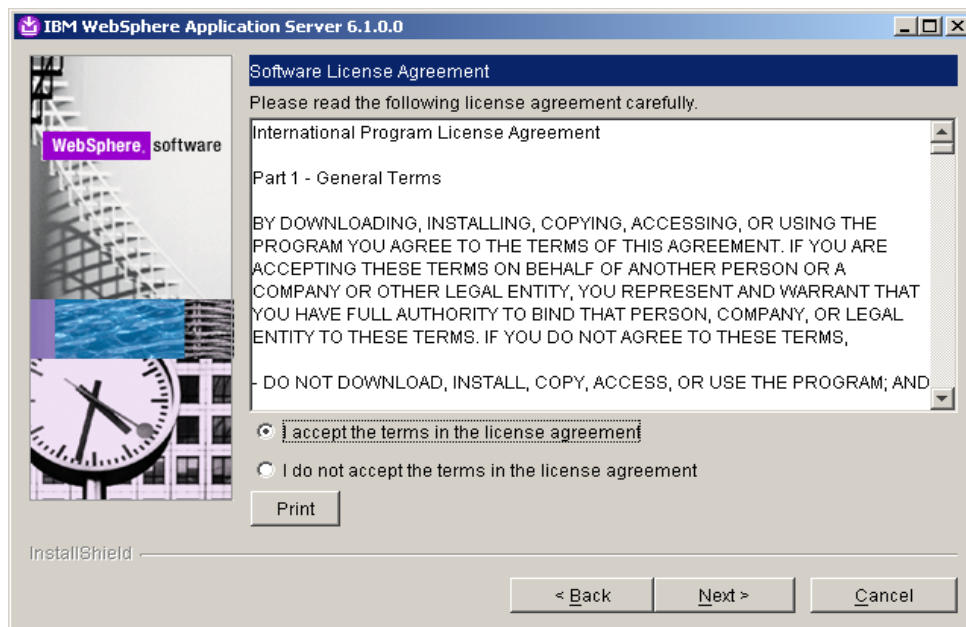 IBM WebSphere Application Server 6.1.0.0
WebSphere. software
Software License Agreement
Please read the following license agreement carefully.
International Program License Agreement
Part 1 - General Terms
BY DOWNLOADING, INSTALLING, COPYING, ACCESSING, OR USING THE
PROGRAM YOU AGREE TO THE TERMS OF THIS AGREEMENT. IF YOU ARE
ACCEPTING THESE TERMS ON BEHALF OF ANOTHER PERSON OR A
COMPANY OR OTHER LEGAL ENTITY, YOU REPRESENT AND WARRANT THAT
YOU HAVE FULL AUTHORITY TO BIND THAT PERSON, COMPANY, OR LEGAL
ENTITY TO THESE TERMS. IF YOU DO NOT AGREE TO THESE TERMS,
- DO NOT DOWNLOAD, INSTALL, COPY, ACCESS, OR USE THE PROGRAM; AND
I accept the terms in the license agreement
I do not accept the terms in the license agreement
Print
InstallShield
< Back
Next >
Cancel